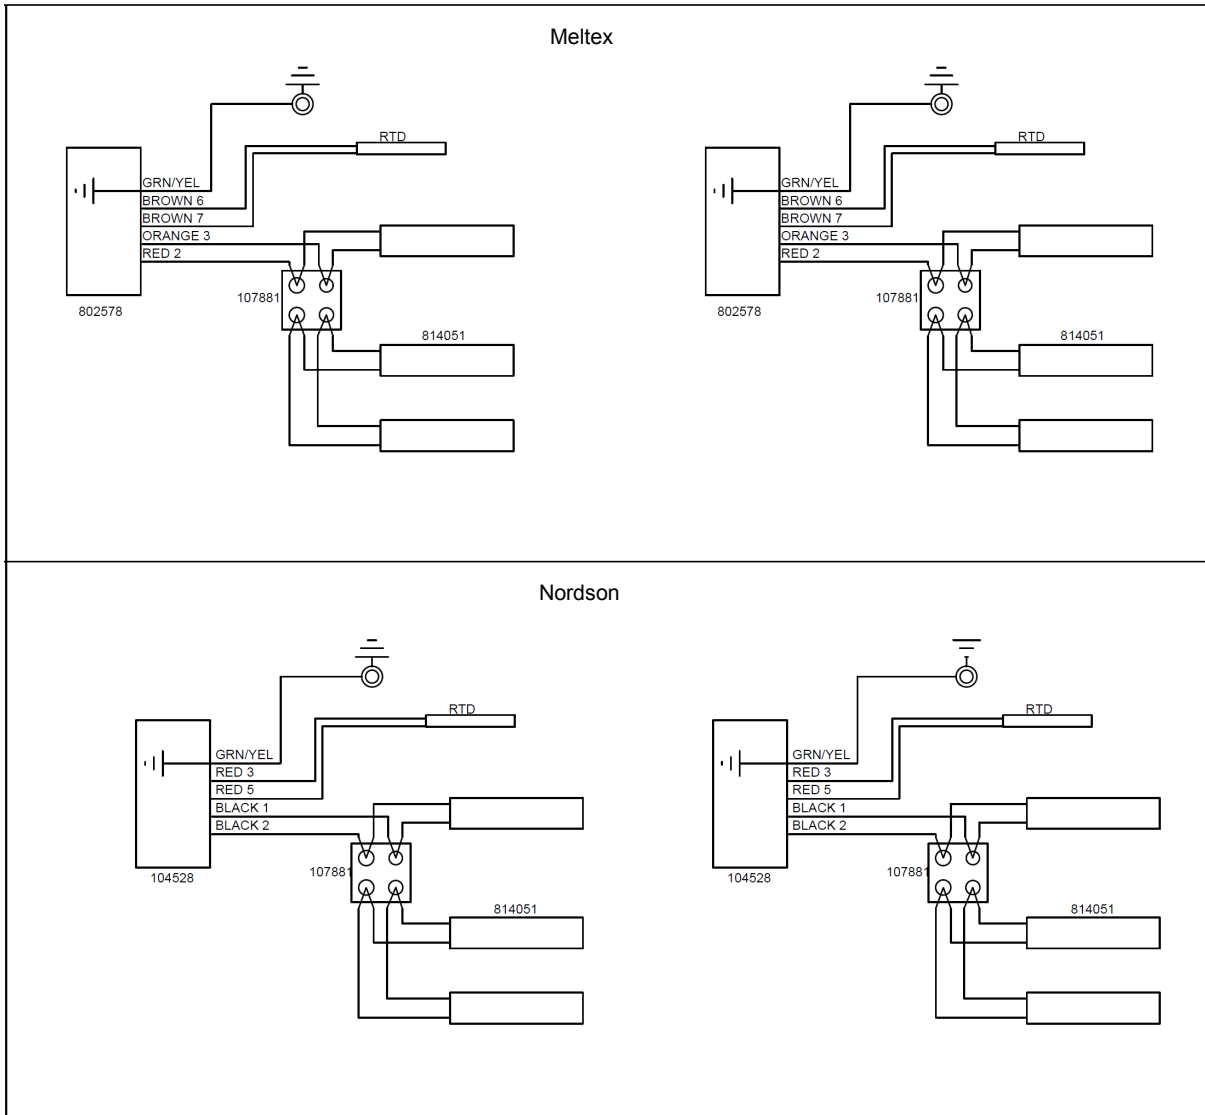 Meltex
RTD
GRN/YEL
BROWN 6
BROWN 7
ORANGE 3
RED 2
107881
802578
814051
RTD
GRN/YEL
BROWN 6
BROWN 7
ORANGE 3
RED 2
107881
802578
814051
Nordson
RTD
GRN/YEL
RED 3
RED 5
BLACK 1
BLACK 2
107881
104528
814051
RTD
GRN/YEL
RED 3
RED 5
BLACK 1
BLACK 2
107881
104528
814051